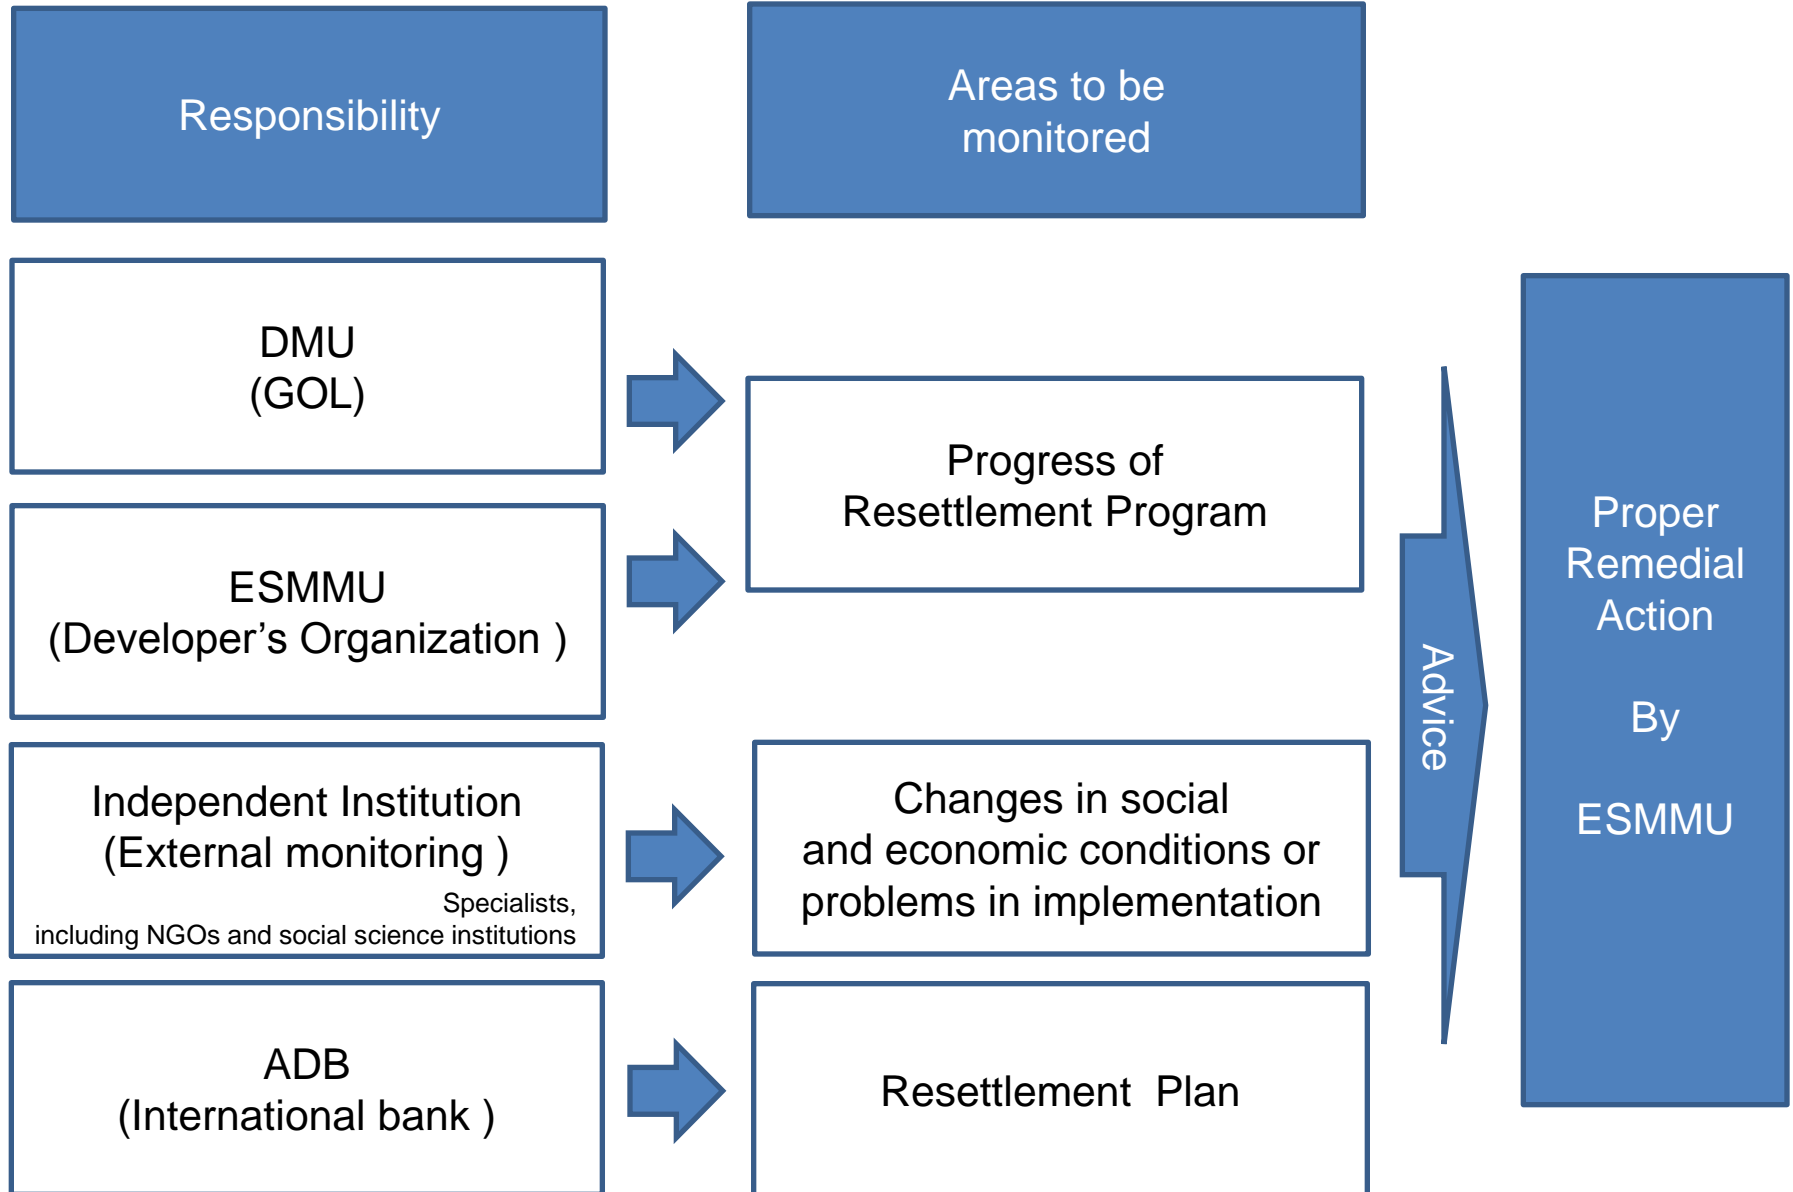 Responsibility
Areas to be
monitored
DMU
(GOL)
ESMMU
(Developer’s Organization )
Independent Institution
(External monitoring )
Specialists,
including NGOs and social science institutions
ADB
(International bank )
Progress of
Resettlement Program
Changes in social
and economic conditions or
problems in implementation
Resettlement Plan
Advice
Proper
Remedial
Action
By
ESMMU